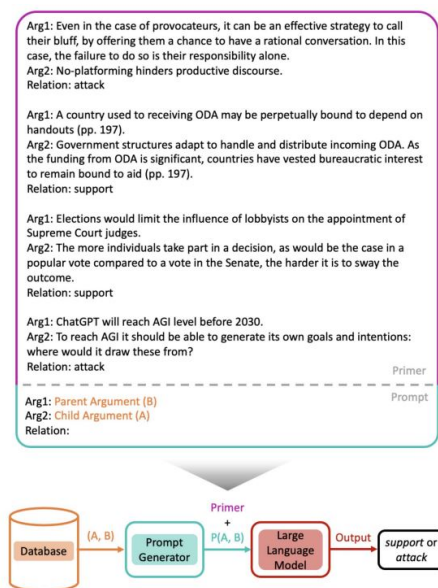 Arg1: Even in the case of provocateurs, it can be an effective strategy to call
their bluff, by offering them a chance to have a rational conversation. In this
case, the failure to do so is their responsibility alone.
Arg2: No-platforming hinders productive discourse.
Relation: attack
Arg1: A country used to receiving ODA may be perpetually bound to depend on
handouts (pp. 197).
Arg2: Government structures adapt to handle and distribute incoming ODA. As
the funding from ODA is significant, countries have vested bureaucratic interest
to remain bound to aid (pp. 197).
Relation: support
Arg1: Elections would limit the influence of lobbyists on the appointment of
Supreme Court judges.
Arg2: The more individuals take part in a decision, as would be the case in a
popular vote compared to a vote in the Senate, the harder it is to sway the
outcome.
Relation: support
Arg1: ChatGPT will reach AGI level before 2030.
Arg2: To reach AGI it should be able to generate its own goals and intentions:
where would it draw these from?
Relation: attack
Primer
Prompt
Arg1: Parent Argument (B)
Arg2: Child Argument (A)
Relation:
Database
(A, B)
Prompt
Generator
Primer
+
P(A, B)
Large
Language
Model
Output
support or
attack